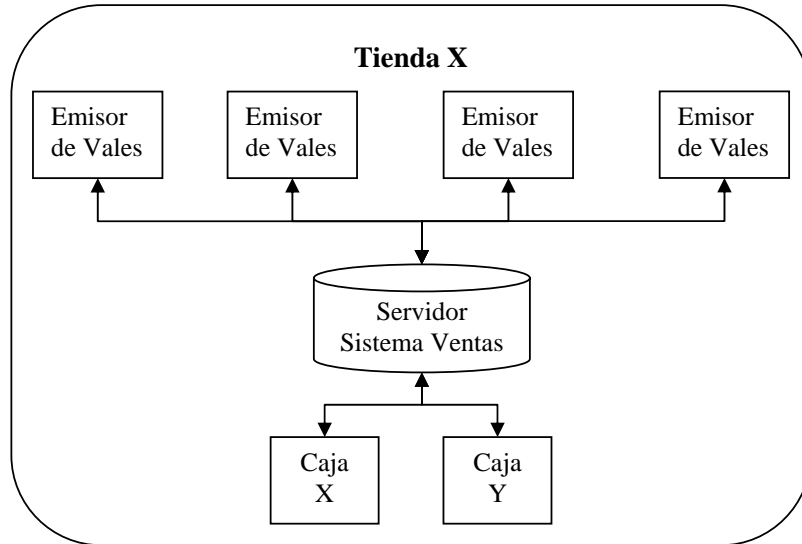 Tienda X
Emisor
de Vales
Emisor
de Vales
Emisor
de Vales
Emisor
de Vales
Servidor
Sistema Ventas
Caja
X
Caja
Y